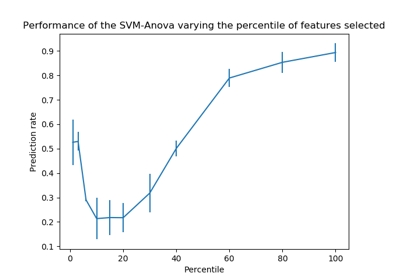 Performance of the SVM-Anova varying the percentile of features selected
0.9
0.8
0.7
0.6
0.5
0.4
0.3
0.2
0.1
Prediction rate
0 20 40 60 80 100
Percentile